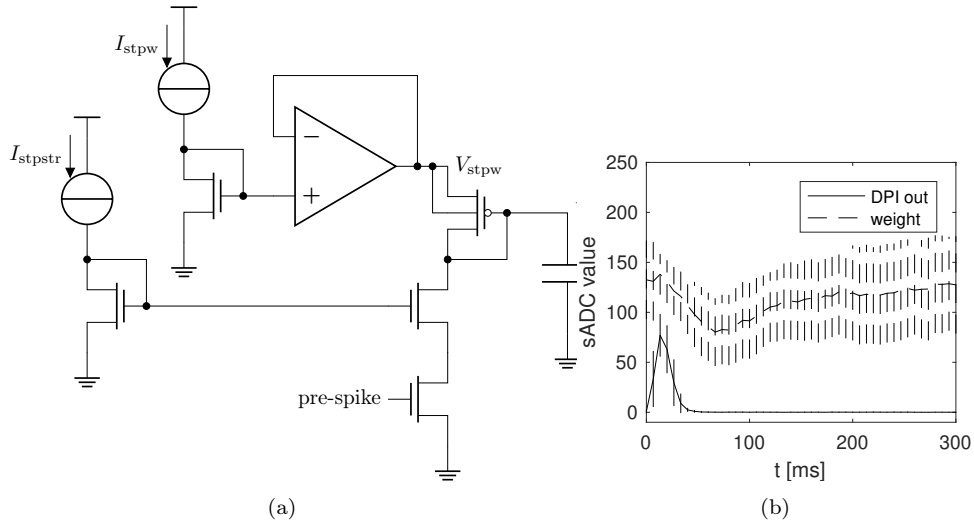 I_stpw
I_stpstr
−
+
V_stpw
pre-spike
(a)
250
200
150
100
50
0
sADC value
DPI out
weight
0 100 200 300
t [ms]
(b)